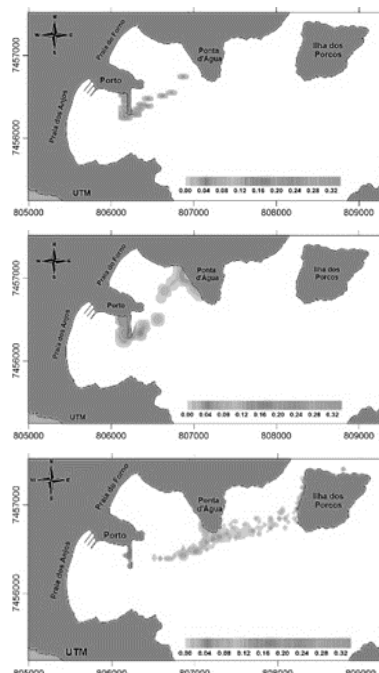 Praia do Forno
Ponta
d'Água
Ilha dos
Porcos
Porto
Praia dos Anjos
7457000
7456000
0.00 0.04 0.08 0.12 0.16 0.20 0.24 0.28 0.32
UTM
805000 806000 807000 808000 809000
Praia do Forno
Ponta
d'Água
Ilha dos
Porcos
Porto
Praia dos Anjos
7457000
7456000
0.00 0.04 0.08 0.12 0.16 0.20 0.24 0.28 0.32
UTM
805000 806000 807000 808000 809000
Praia do Forno
Ponta
d'Água
Ilha dos
Porcos
Porto
Praia dos Anjos
7457000
7456000
0.00 0.04 0.08 0.12 0.16 0.20 0.24 0.28 0.32
UTM
805000 806000 807000 808000 809000